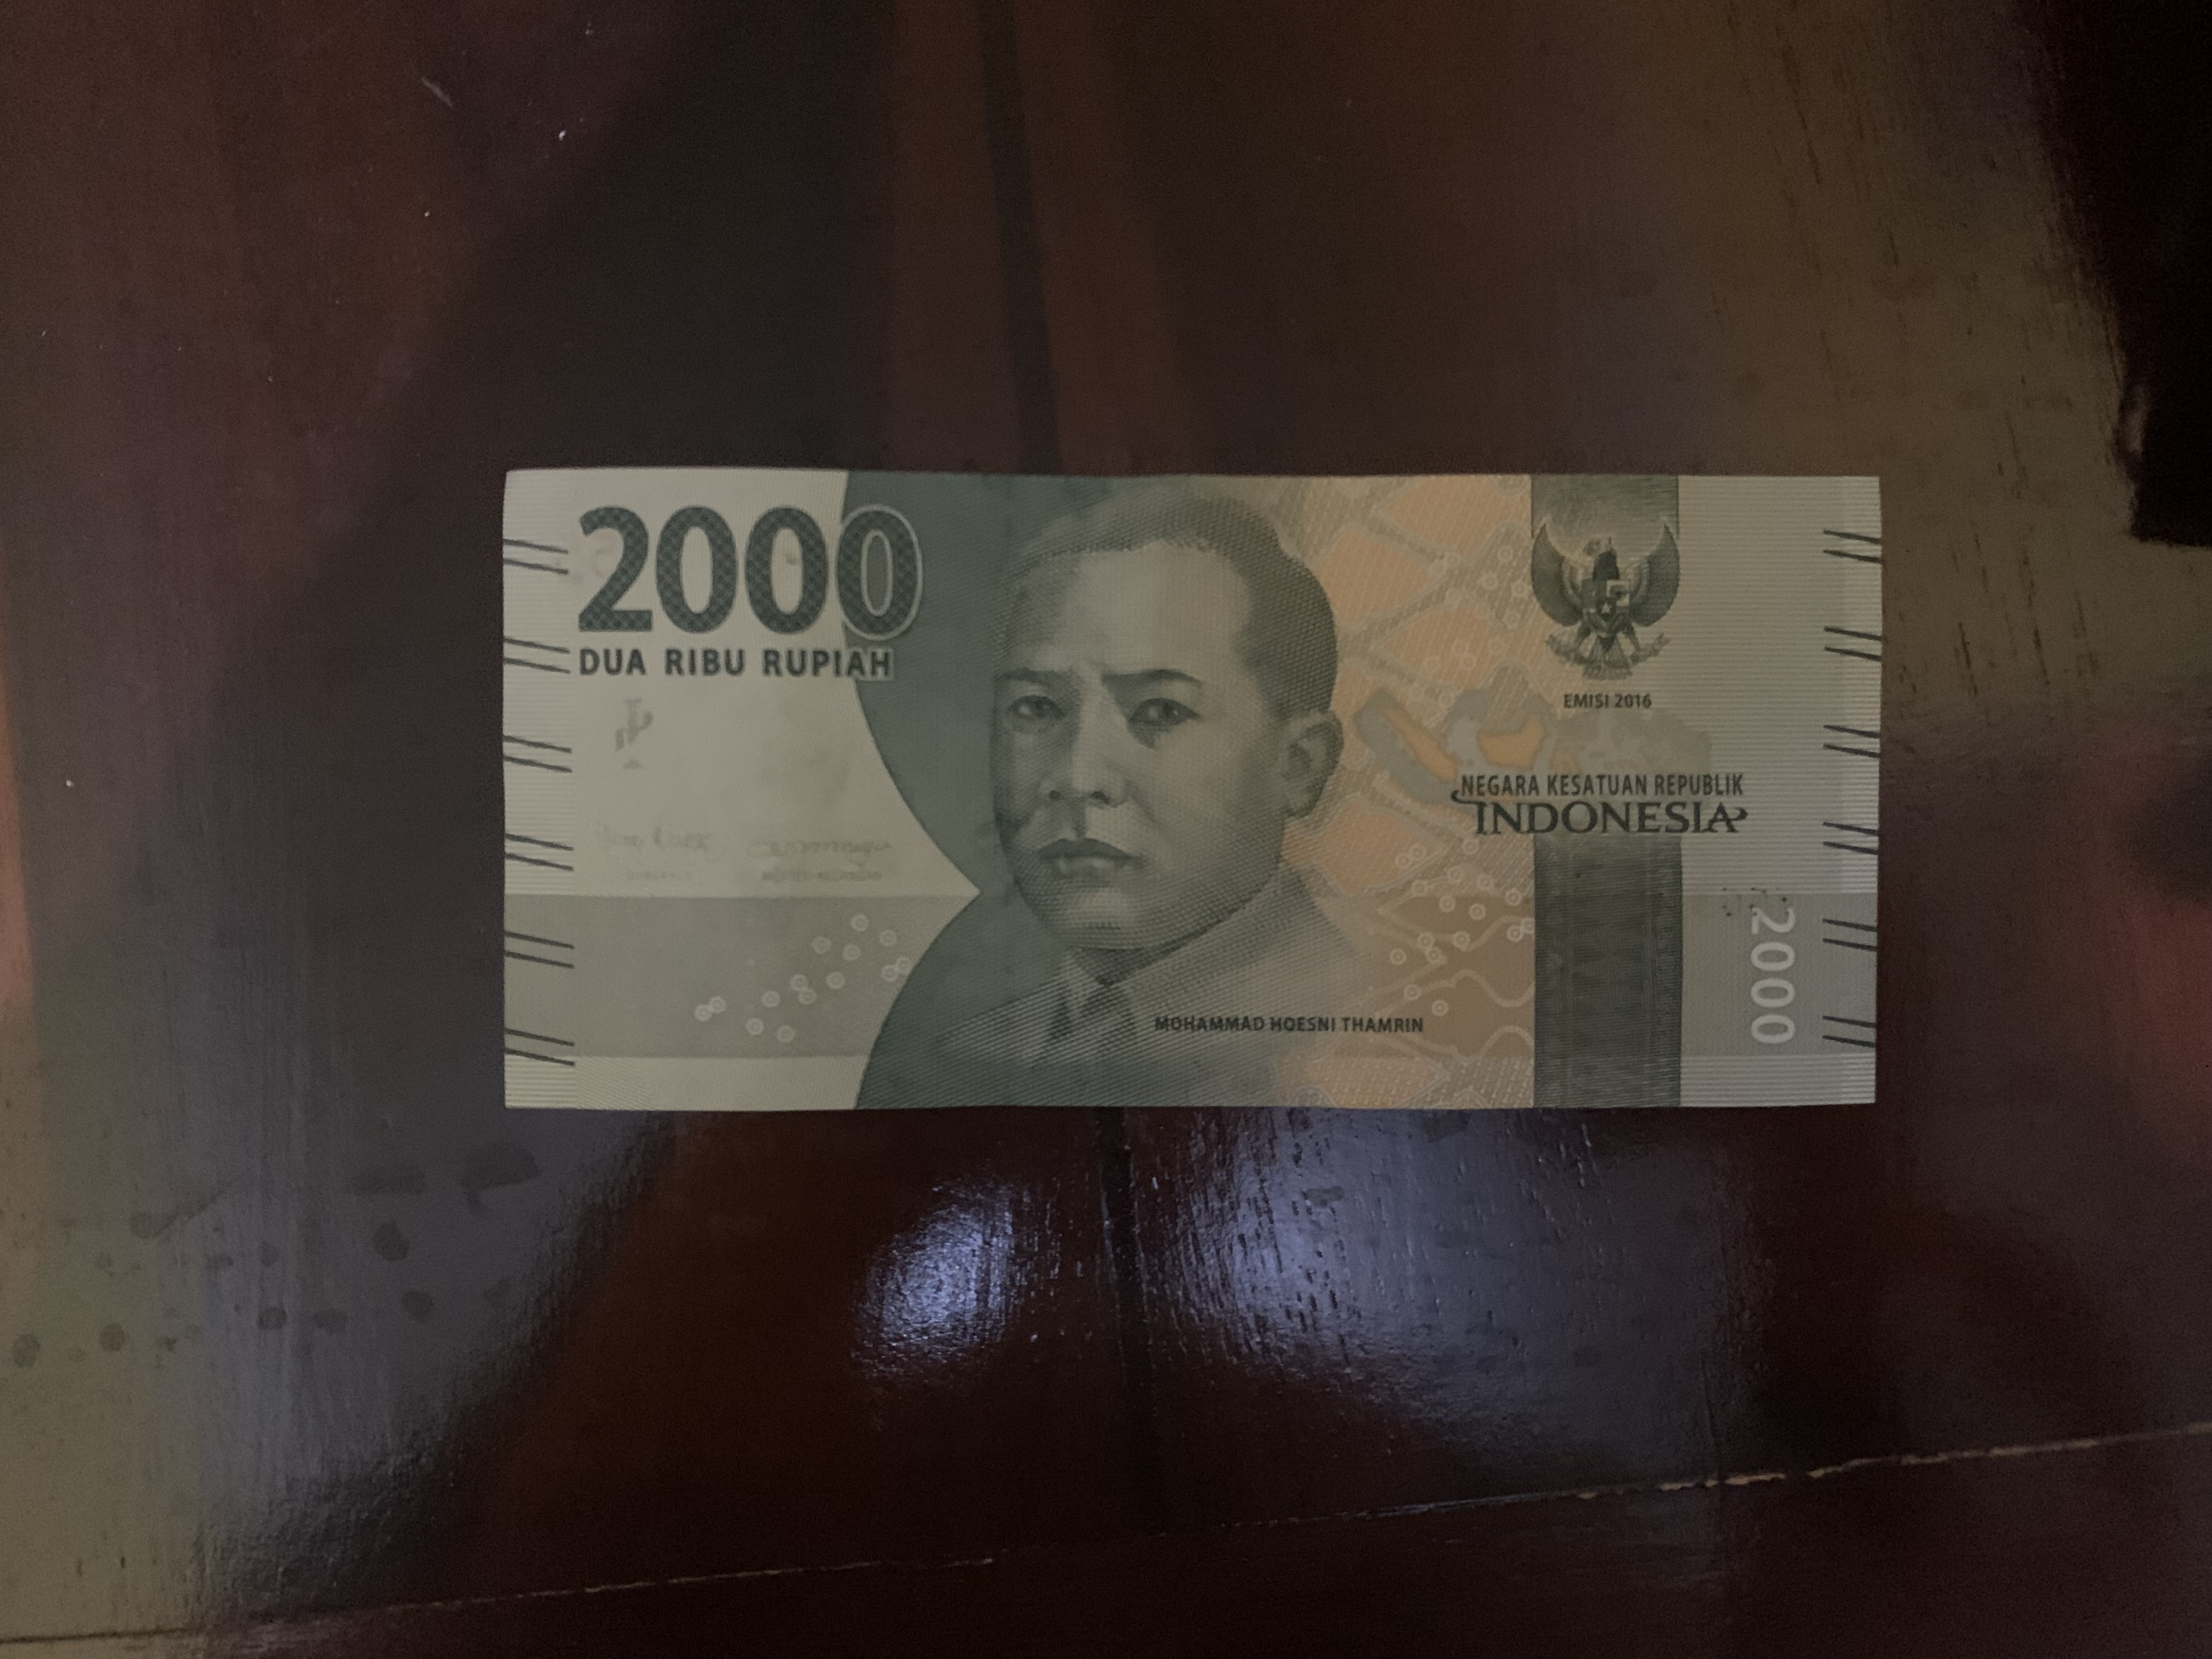 2000
DUA RIBU RUPIAH
MOHAMMAD HOESNI THAMRIN
NEGARA KESATUAN REPUBLIK
INDONESIA
EMISI 2016
2000